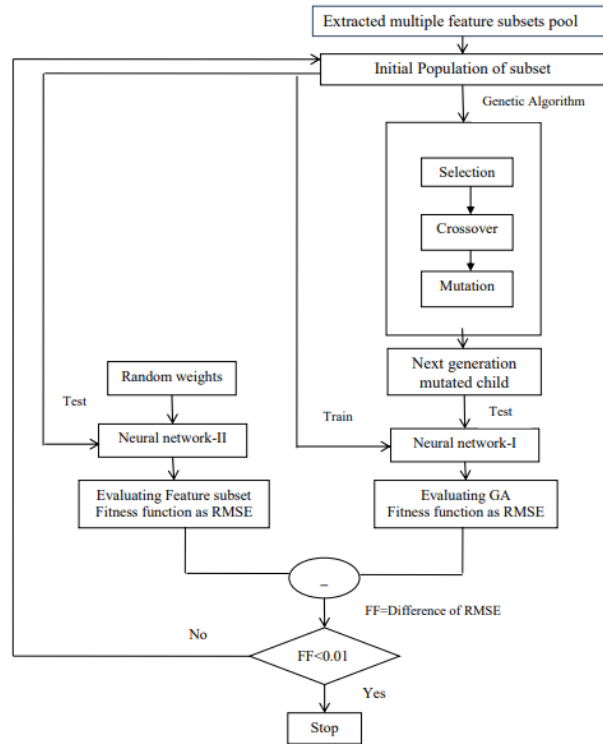 Extracted multiple feature subsets pool
Initial Population of subset
Genetic Algorithm
Selection
Crossover
Mutation
Next generation
mutated child
Random weights
Test
Train
Test
Neural network-II
Neural network-I
Evaluating Feature subset
Fitness function as RMSE
Evaluating GA
Fitness function as RMSE
_
FF=Difference of RMSE
No
FF<0.01
Yes
Stop